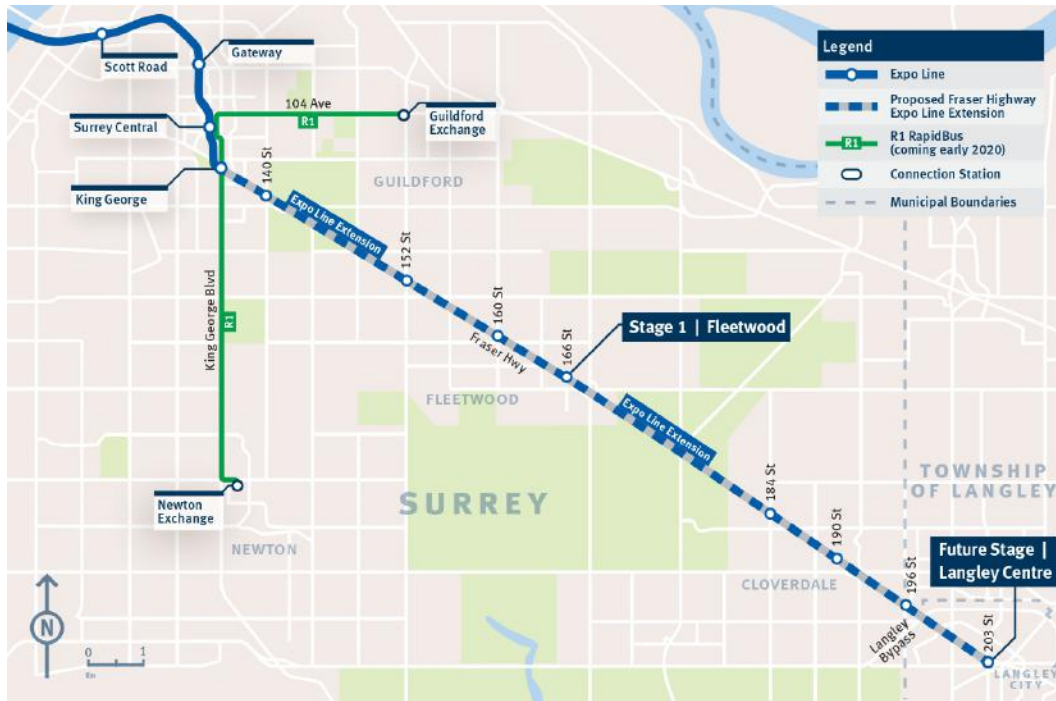 Scott Road
Gateway
Surrey Central
King George
104 Ave
R1
Guildford
Exchange
140 St
GUILDFORD
Expo Line Extension
152 St
King George Blvd
R1
160 St
Fraser Hwy
166 St
Stage 1 | Fleetwood
FLEETWOOD
Expo Line Extension
Newton
Exchange
SURREY
NEWTON
184 St
190 St
CLOVERDALE
196 St
Langley
Bypass
TOWNSHIP
OF LANGLEY
Future Stage |
Langley Centre
203 St
LANGLEY
CITY
N
0 1
Km
Legend
Expo Line
Proposed Fraser Highway
Expo Line Extension
R1
R1 RapidBus
(coming early 2020)
Connection Station
Municipal Boundaries